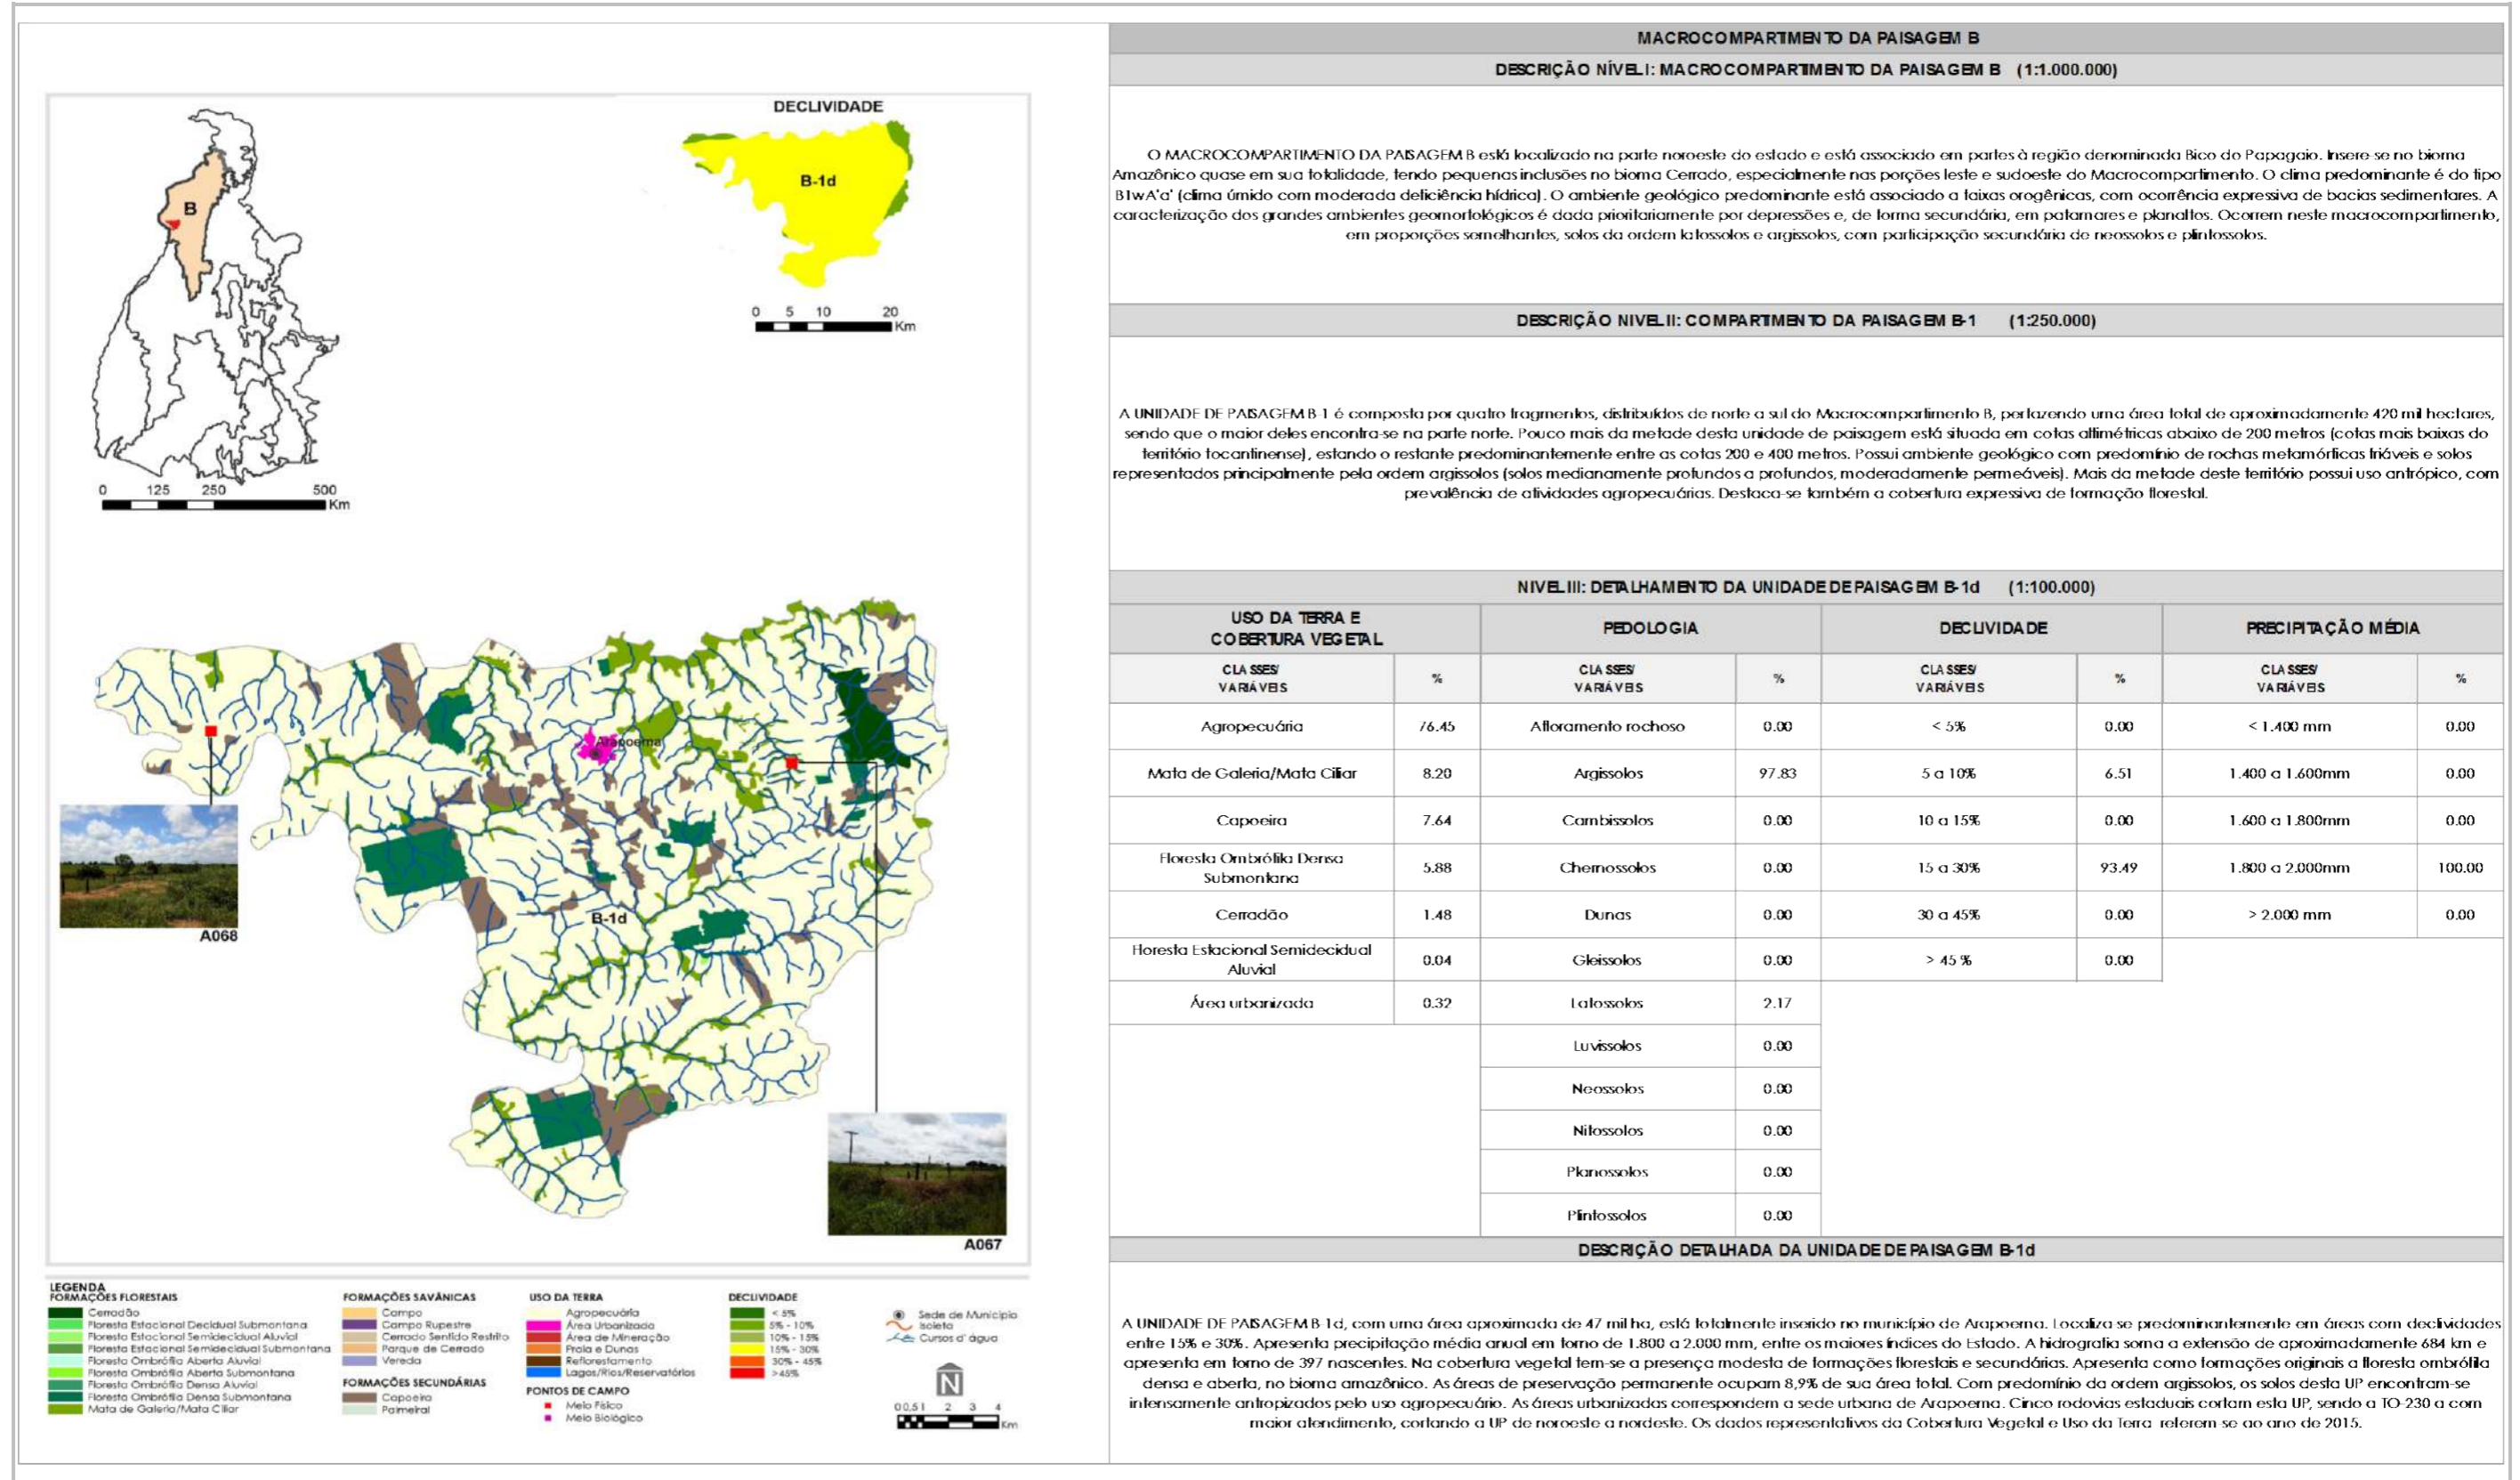 DECLIVIDADE
B-1d
0 5 10 20
Km
B
0 125 250 500
Km
Arapoema
B-1d
A068
A067
LEGENDA
FORMAÇÕES FLORESTAIS
Cerradão
Floresta Estacional Decidual Submontana
Floresta Estacional Semidecidual Aluvial
Floresta Estacional Semidecidual Submontana
Floresta Ombrófila Aberta Aluvial
Floresta Ombrófila Aberta Submontana
Floresta Ombrófila Densa Aluvial
Floresta Ombrófila Densa Submontana
Mata de Galeria/Mata Ciliar
FORMAÇÕES SAVÂNICAS
Campo
Campo Rupestre
Cerrado Sentido Restrito
Parque de Cerrado
Vereda
FORMAÇÕES SECUNDÁRIAS
Capoeira
Palmeiral
USO DA TERRA
Agropecuária
Área Urbanizada
Área de Mineração
Praia e Dunas
Reflorestamento
Lagos/Rios/Reservatórios
PONTOS DE CAMPO
Meio Físico
Meio Biológico
DECLIVIDADE
< 5%
5% - 10%
10% - 15%
15% - 30%
30% - 45%
>45%
Sede de Município
Isoieta
Cursos d' água
N
0 0,5 1 2 3 4
Km
MACROCOMPARTIMENTO DA PAISAGEM B
DESCRIÇÃO NÍVEL I: MACROCOMPARTIMENTO DA PAISAGEM B (1:1.000.000)
O MACROCOMPARTIMENTO DA PAISAGEM B está localizado na parte noroeste do estado e está associado em partes à região denominada Bico do Papagaio. Insere-se no bioma
Amazônico quase em sua totalidade, tendo pequenas inclusões no bioma Cerrado, especialmente nas porções leste e sudoeste do Macrocompartimento. O clima predominante é do tipo
B1wA'a' (clima úmido com moderada deficiência hídrica). O ambiente geológico predominante está associado a faixas orogênicas, com ocorrência expressiva de bacias sedimentares. A
caracterização dos grandes ambientes geomorfológicos é dada prioritariamente por depressões e, de forma secundária, em patamares e planaltos. Ocorrem neste macrocompartimento,
em proporções semelhantes, solos da ordem latossolos e argissolos, com participação secundária de neossolos e plintossolos.
DESCRIÇÃO NIVEL II: COMPARTIMENTO DA PAISAGEM B-1 (1:250.000)
A UNIDADE DE PAISAGEM B-1 é composta por quatro fragmentos, distribuídos de norte a sul do Macrocompartimento B, perfazendo uma área total de aproximadamente 420 mil hectares,
sendo que o maior deles encontra-se na parte norte. Pouco mais da metade desta unidade de paisagem está situada em cotas altimétricas abaixo de 200 metros (cotas mais baixas do
território tocantinense), estando o restante predominantemente entre as cotas 200 e 400 metros. Possui ambiente geológico com predomínio de rochas metamórficas friáveis e solos
representados principalmente pela ordem argissolos (solos medianamente profundos a profundos, moderadamente permeáveis). Mais da metade deste território possui uso antrópico, com
prevalência de atividades agropecuárias. Destaca-se também a cobertura expressiva de formação florestal.
NIVEL III: DETALHAMENTO DA UNIDADE DE PAISAGEM B-1d (1:100.000)
USO DA TERRA E
COBERTURA VEGETAL
PEDOLOGIA
DECLIVIDADE
PRECIPITAÇÃO MÉDIA
CLASSES/
VARIÁVEIS
%
CLASSES/
VARIÁVEIS
%
CLASSES/
VARIÁVEIS
%
CLASSES/
VARIÁVEIS
%
Agropecuária 76.45 Afloramento rochoso 0.00 < 5% 0.00 < 1.400 mm 0.00
Mata de Galeria/Mata Ciliar 8.20 Argissolos 97.83 5 a 10% 6.51 1.400 a 1.600mm 0.00
Capoeira 7.64 Cambissolos 0.00 10 a 15% 0.00 1.600 a 1.800mm 0.00
Floresta Ombrófila Densa
Submontana 5.88 Chernossolos 0.00 15 a 30% 93.49 1.800 a 2.000mm 100.00
Cerradão 1.48 Dunas 0.00 30 a 45% 0.00 > 2.000 mm 0.00
Floresta Estacional Semidecidual
Aluvial 0.04 Gleissolos 0.00 > 45 % 0.00
Área urbanizada 0.32 Latossolos 2.17
Luvissolos 0.00
Neossolos 0.00
Nitossolos 0.00
Planossolos 0.00
Plintossolos 0.00
DESCRIÇÃO DETALHADA DA UNIDADE DE PAISAGEM B-1d
A UNIDADE DE PAISAGEM B-1d, com uma área aproximada de 47 mil ha, está totalmente inserido no município de Arapoema. Localiza se predominantemente em áreas com declividades
entre 15% e 30%. Apresenta precipitação média anual em torno de 1.800 a 2.000 mm, entre os maiores índices do Estado. A hidrografia soma a extensão de aproximadamente 684 km e
apresenta em torno de 397 nascentes. Na cobertura vegetal tem-se a presença modesta de formações florestais e secundárias. Apresenta como formações originais a floresta ombrófila
densa e aberta, no bioma amazônico. As áreas de preservação permanente ocupam 8,9% de sua área total. Com predomínio da ordem argissolos, os solos desta UP encontram-se
intensamente antropizados pelo uso agropecuário. As áreas urbanizadas correspondem a sede urbana de Arapoema. Cinco rodovias estaduais cortam esta UP, sendo a TO-230 a com
maior atendimento, cortando a UP de noroeste a nordeste. Os dados representativos da Cobertura Vegetal e Uso da Terra referem se ao ano de 2015.